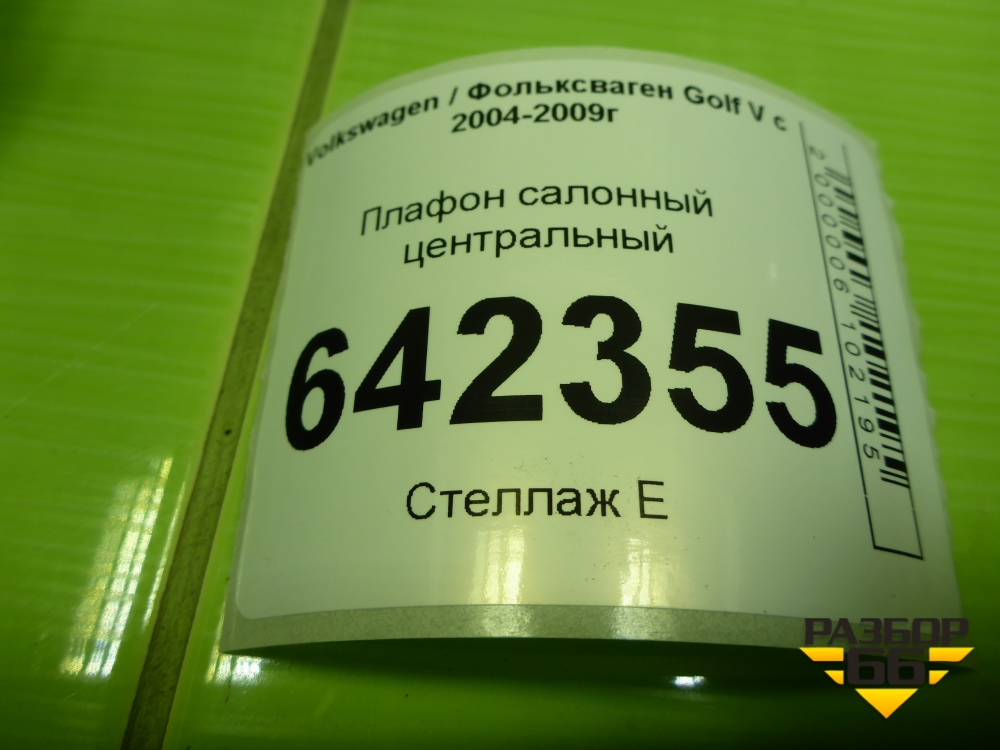 Volkswagen / Фольксваген Golf V с
2004-2009г
Плафон салонный
центральный
642355
Стеллаж Е
2000006102195
РАЗБОР
66